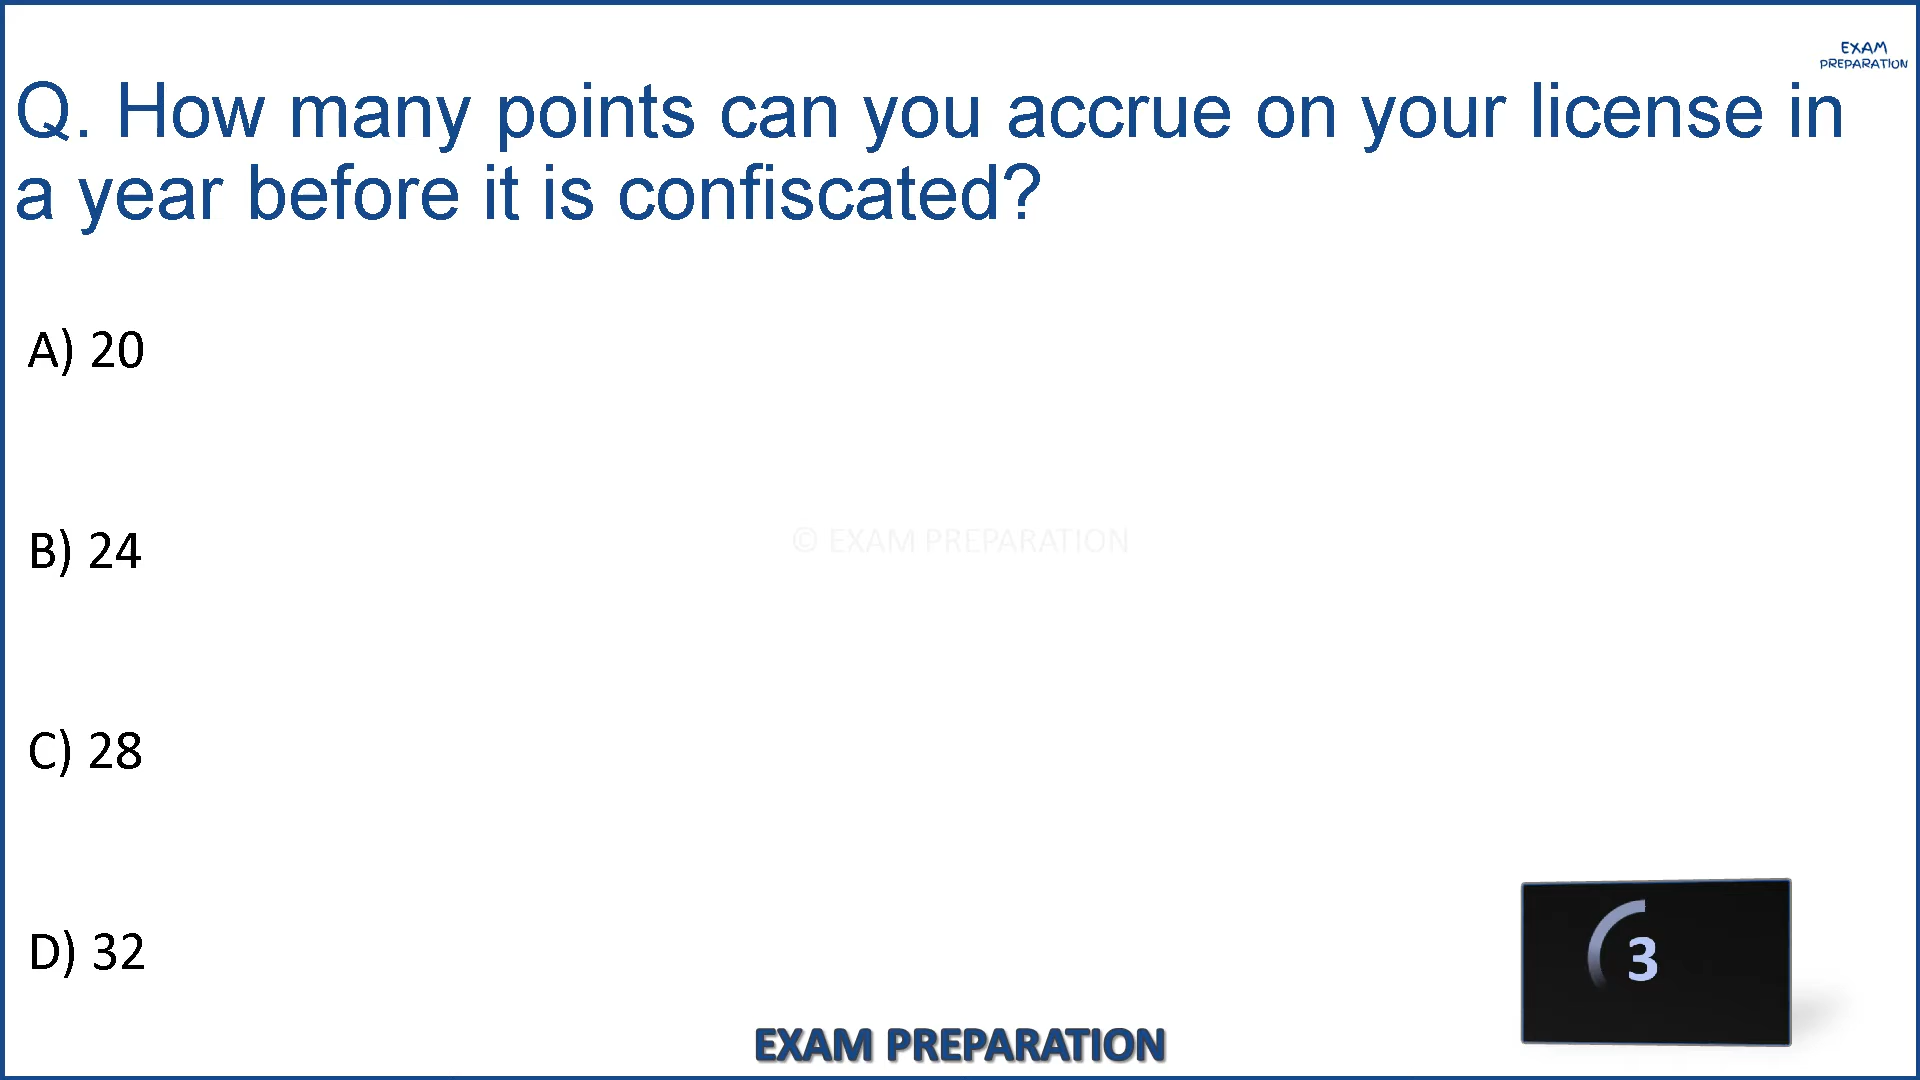 EXAM
PREPARATION
Q. How many points can you accrue on your license in
a year before it is confiscated?
A) 20
B) 24
© EXAM PREPARATION
C) 28
D) 32
3
EXAM PREPARATION